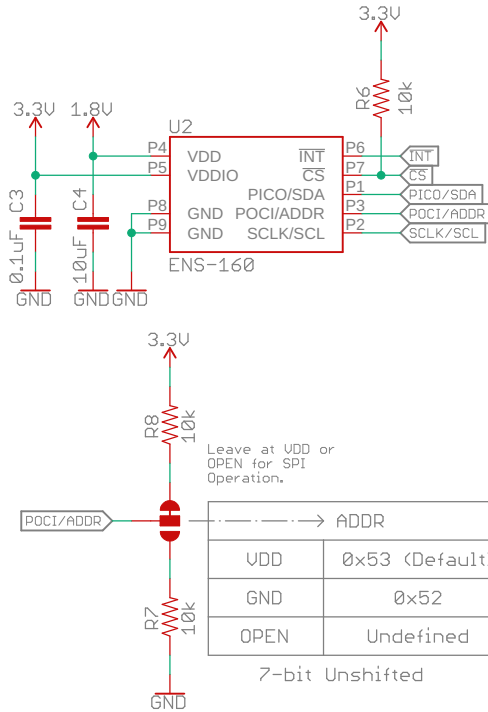 3.3V
R6
10k
3.3V
1.8V
U2
P4
VDD
INT
P6
INT
P5
VDDIO
CS
P7
CS
PICO/SDA
P1
PICO/SDA
P8
GND
POCI/ADDR
P3
POCI/ADDR
P9
GND
SCLK/SCL
P2
SCLK/SCL
C3
0.1uF
C4
10uF
ENS-160
GND
GND
GND
3.3V
R8
10k
Leave at VDD or
OPEN for SPI
Operation.
POCI/ADDR
ADDR
VDD
0x53 (Default
GND
0x52
OPEN
Undefined
R7
10k
7-bit Unshifted
GND